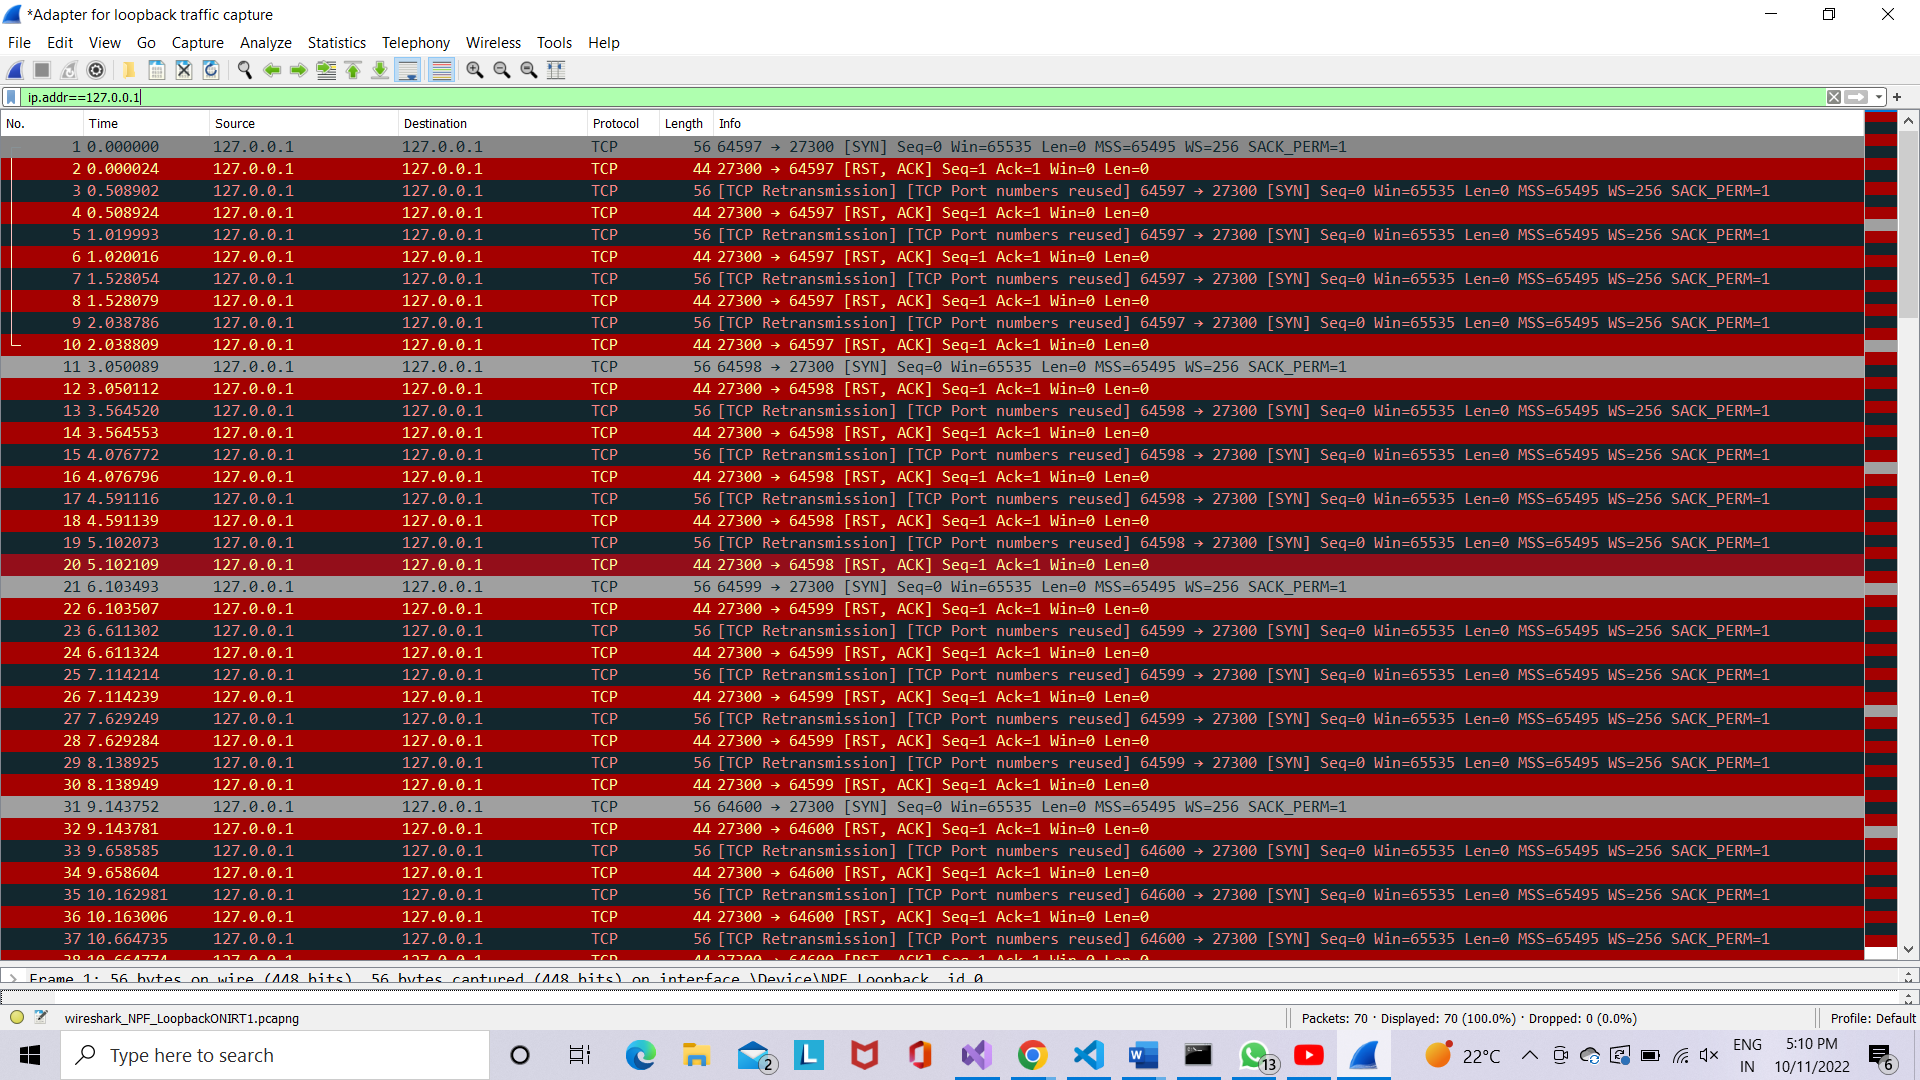 *Adapter for loopback traffic capture
File Edit View Go Capture Analyze Statistics Telephony Wireless Tools Help
ip.addr==127.0.0.1
No. Time Source Destination Protocol Length Info
1 0.000000 127.0.0.1 127.0.0.1 TCP 56 64597 → 27300 [SYN] Seq=0 Win=65535 Len=0 MSS=65495 WS=256 SACK_PERM=1
2 0.000024 127.0.0.1 127.0.0.1 TCP 44 27300 → 64597 [RST, ACK] Seq=1 Ack=1 Win=0 Len=0
3 0.508902 127.0.0.1 127.0.0.1 TCP 56 [TCP Retransmission] [TCP Port numbers reused] 64597 → 27300 [SYN] Seq=0 Win=65535 Len=0 MSS=65495 WS=256 SACK_PERM=1
4 0.508924 127.0.0.1 127.0.0.1 TCP 44 27300 → 64597 [RST, ACK] Seq=1 Ack=1 Win=0 Len=0
5 1.019993 127.0.0.1 127.0.0.1 TCP 56 [TCP Retransmission] [TCP Port numbers reused] 64597 → 27300 [SYN] Seq=0 Win=65535 Len=0 MSS=65495 WS=256 SACK_PERM=1
6 1.020016 127.0.0.1 127.0.0.1 TCP 44 27300 → 64597 [RST, ACK] Seq=1 Ack=1 Win=0 Len=0
7 1.528054 127.0.0.1 127.0.0.1 TCP 56 [TCP Retransmission] [TCP Port numbers reused] 64597 → 27300 [SYN] Seq=0 Win=65535 Len=0 MSS=65495 WS=256 SACK_PERM=1
8 1.528079 127.0.0.1 127.0.0.1 TCP 44 27300 → 64597 [RST, ACK] Seq=1 Ack=1 Win=0 Len=0
9 2.038786 127.0.0.1 127.0.0.1 TCP 56 [TCP Retransmission] [TCP Port numbers reused] 64597 → 27300 [SYN] Seq=0 Win=65535 Len=0 MSS=65495 WS=256 SACK_PERM=1
10 2.038809 127.0.0.1 127.0.0.1 TCP 44 27300 → 64597 [RST, ACK] Seq=1 Ack=1 Win=0 Len=0
11 3.050089 127.0.0.1 127.0.0.1 TCP 56 64598 → 27300 [SYN] Seq=0 Win=65535 Len=0 MSS=65495 WS=256 SACK_PERM=1
12 3.050112 127.0.0.1 127.0.0.1 TCP 44 27300 → 64598 [RST, ACK] Seq=1 Ack=1 Win=0 Len=0
13 3.564520 127.0.0.1 127.0.0.1 TCP 56 [TCP Retransmission] [TCP Port numbers reused] 64598 → 27300 [SYN] Seq=0 Win=65535 Len=0 MSS=65495 WS=256 SACK_PERM=1
14 3.564553 127.0.0.1 127.0.0.1 TCP 44 27300 → 64598 [RST, ACK] Seq=1 Ack=1 Win=0 Len=0
15 4.076772 127.0.0.1 127.0.0.1 TCP 56 [TCP Retransmission] [TCP Port numbers reused] 64598 → 27300 [SYN] Seq=0 Win=65535 Len=0 MSS=65495 WS=256 SACK_PERM=1
16 4.076796 127.0.0.1 127.0.0.1 TCP 44 27300 → 64598 [RST, ACK] Seq=1 Ack=1 Win=0 Len=0
17 4.591116 127.0.0.1 127.0.0.1 TCP 56 [TCP Retransmission] [TCP Port numbers reused] 64598 → 27300 [SYN] Seq=0 Win=65535 Len=0 MSS=65495 WS=256 SACK_PERM=1
18 4.591139 127.0.0.1 127.0.0.1 TCP 44 27300 → 64598 [RST, ACK] Seq=1 Ack=1 Win=0 Len=0
19 5.102073 127.0.0.1 127.0.0.1 TCP 56 [TCP Retransmission] [TCP Port numbers reused] 64598 → 27300 [SYN] Seq=0 Win=65535 Len=0 MSS=65495 WS=256 SACK_PERM=1
20 5.102109 127.0.0.1 127.0.0.1 TCP 44 27300 → 64598 [RST, ACK] Seq=1 Ack=1 Win=0 Len=0
21 6.103493 127.0.0.1 127.0.0.1 TCP 56 64599 → 27300 [SYN] Seq=0 Win=65535 Len=0 MSS=65495 WS=256 SACK_PERM=1
22 6.103507 127.0.0.1 127.0.0.1 TCP 44 27300 → 64599 [RST, ACK] Seq=1 Ack=1 Win=0 Len=0
23 6.611302 127.0.0.1 127.0.0.1 TCP 56 [TCP Retransmission] [TCP Port numbers reused] 64599 → 27300 [SYN] Seq=0 Win=65535 Len=0 MSS=65495 WS=256 SACK_PERM=1
24 6.611324 127.0.0.1 127.0.0.1 TCP 44 27300 → 64599 [RST, ACK] Seq=1 Ack=1 Win=0 Len=0
25 7.114214 127.0.0.1 127.0.0.1 TCP 56 [TCP Retransmission] [TCP Port numbers reused] 64599 → 27300 [SYN] Seq=0 Win=65535 Len=0 MSS=65495 WS=256 SACK_PERM=1
26 7.114239 127.0.0.1 127.0.0.1 TCP 44 27300 → 64599 [RST, ACK] Seq=1 Ack=1 Win=0 Len=0
27 7.629249 127.0.0.1 127.0.0.1 TCP 56 [TCP Retransmission] [TCP Port numbers reused] 64599 → 27300 [SYN] Seq=0 Win=65535 Len=0 MSS=65495 WS=256 SACK_PERM=1
28 7.629284 127.0.0.1 127.0.0.1 TCP 44 27300 → 64599 [RST, ACK] Seq=1 Ack=1 Win=0 Len=0
29 8.138925 127.0.0.1 127.0.0.1 TCP 56 [TCP Retransmission] [TCP Port numbers reused] 64599 → 27300 [SYN] Seq=0 Win=65535 Len=0 MSS=65495 WS=256 SACK_PERM=1
30 8.138949 127.0.0.1 127.0.0.1 TCP 44 27300 → 64599 [RST, ACK] Seq=1 Ack=1 Win=0 Len=0
31 9.143752 127.0.0.1 127.0.0.1 TCP 56 64600 → 27300 [SYN] Seq=0 Win=65535 Len=0 MSS=65495 WS=256 SACK_PERM=1
32 9.143781 127.0.0.1 127.0.0.1 TCP 44 27300 → 64600 [RST, ACK] Seq=1 Ack=1 Win=0 Len=0
33 9.658585 127.0.0.1 127.0.0.1 TCP 56 [TCP Retransmission] [TCP Port numbers reused] 64600 → 27300 [SYN] Seq=0 Win=65535 Len=0 MSS=65495 WS=256 SACK_PERM=1
34 9.658604 127.0.0.1 127.0.0.1 TCP 44 27300 → 64600 [RST, ACK] Seq=1 Ack=1 Win=0 Len=0
35 10.162981 127.0.0.1 127.0.0.1 TCP 56 [TCP Retransmission] [TCP Port numbers reused] 64600 → 27300 [SYN] Seq=0 Win=65535 Len=0 MSS=65495 WS=256 SACK_PERM=1
36 10.163006 127.0.0.1 127.0.0.1 TCP 44 27300 → 64600 [RST, ACK] Seq=1 Ack=1 Win=0 Len=0
37 10.664735 127.0.0.1 127.0.0.1 TCP 56 [TCP Retransmission] [TCP Port numbers reused] 64600 → 27300 [SYN] Seq=0 Win=65535 Len=0 MSS=65495 WS=256 SACK_PERM=1
38 10.664774 127.0.0.1 127.0.0.1 TCP 44 27300 → 64600 [RST, ACK] Seq=1 Ack=1 Win=0 Len=0
Frame 1: 56 bytes on wire (448 bits), 56 bytes captured (448 bits) on interface \Device\NPF_Loopback, id 0
wireshark_NPF_LoopbackONIRT1.pcapng
Packets: 70 · Displayed: 70 (100.0%) · Dropped: 0 (0.0%)
Profile: Default
Type here to search
2
L
13
22°C
ENG
IN
5:10 PM
10/11/2022
6